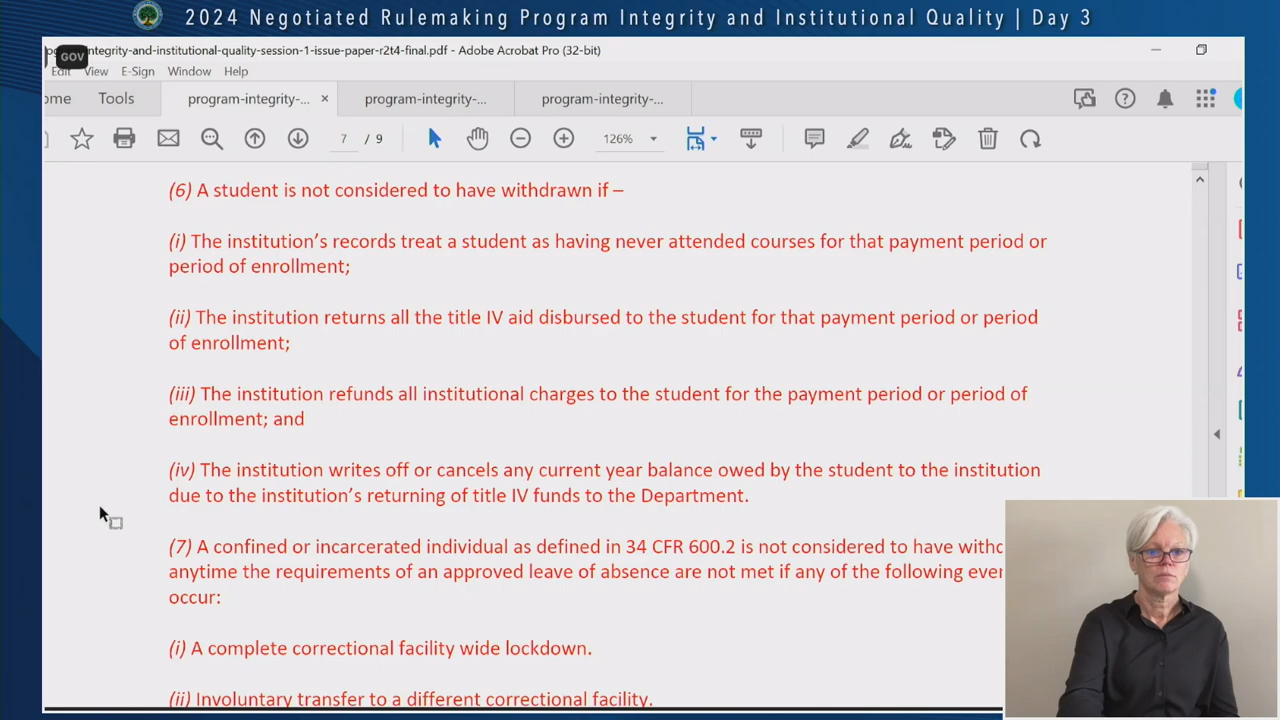 2024 Negotiated Rulemaking Program Integrity and Institutional Quality | Day 3
GOV
ntegrity-and-institutional-quality-session-1-issue-paper-r2t4-final.pdf - Adobe Acrobat Pro (32-bit)
Edit View E-Sign Window Help
ome Tools program-integrity-... × program-integrity-... program-integrity-...
7 / 9 126%
(6) A student is not considered to have withdrawn if –
(i) The institution’s records treat a student as having never attended courses for that payment period or
period of enrollment;
(ii) The institution returns all the title IV aid disbursed to the student for that payment period or period
of enrollment;
(iii) The institution refunds all institutional charges to the student for the payment period or period of
enrollment; and
(iv) The institution writes off or cancels any current year balance owed by the student to the institution
due to the institution’s returning of title IV funds to the Department.
(7) A confined or incarcerated individual as defined in 34 CFR 600.2 is not considered to have withd
anytime the requirements of an approved leave of absence are not met if any of the following even
occur:
(i) A complete correctional facility wide lockdown.
(ii) Involuntary transfer to a different correctional facility.